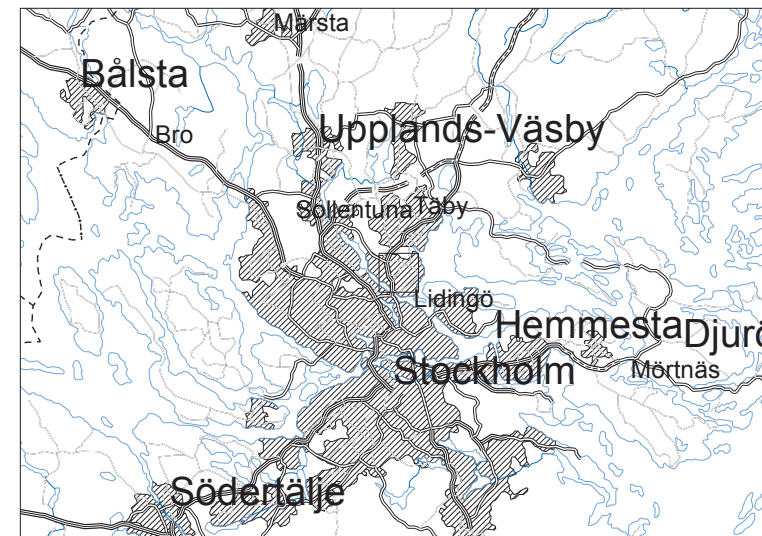 Märsta
Bålsta
Bro
Upplands-Väsby
Sollentuna
Täby
Lidingö
Hemmesta
Djurö
Stockholm
Mörtnäs
Södertälje